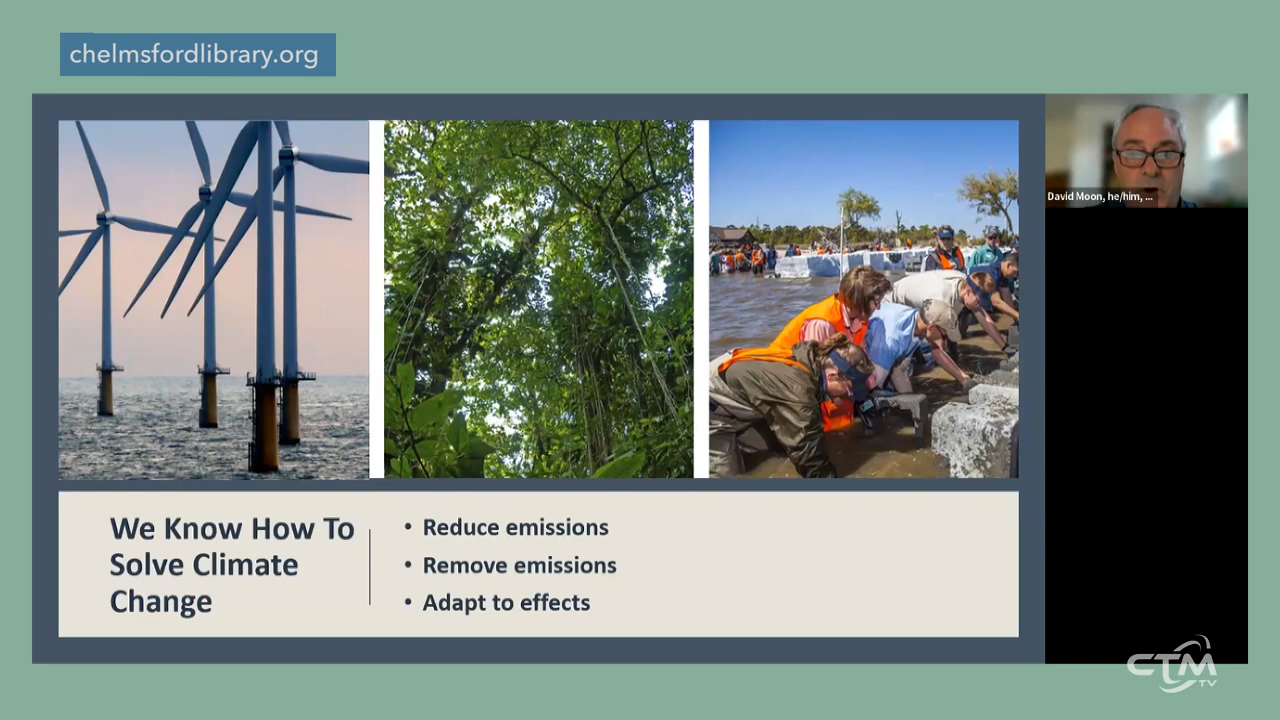 chelmsfordlibrary.org
David Moon, he/him, ...
We Know How To
Solve Climate
Change
• Reduce emissions
• Remove emissions
• Adapt to effects
CTM
TV